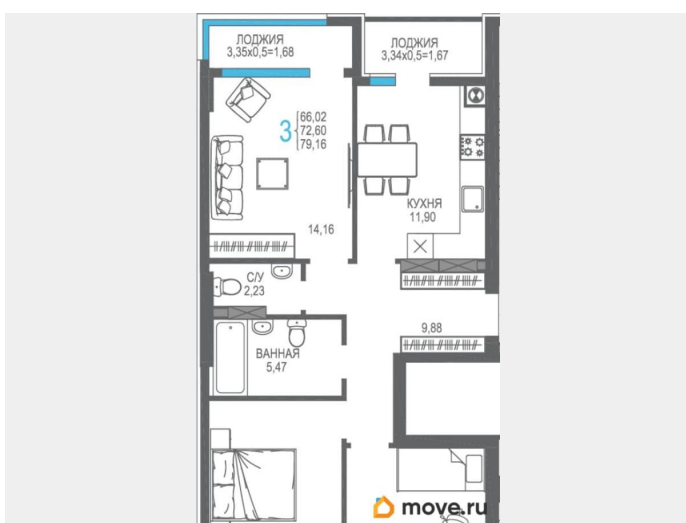 ЛОДЖИЯ
3,35x0,5=1,68
ЛОДЖИЯ
3,34x0,5=1,67
3
66,02
72,60
79,16
КУХНЯ
11,90
14,16
С/У
2,23
9,88
ВАННАЯ
5,47
move.ru